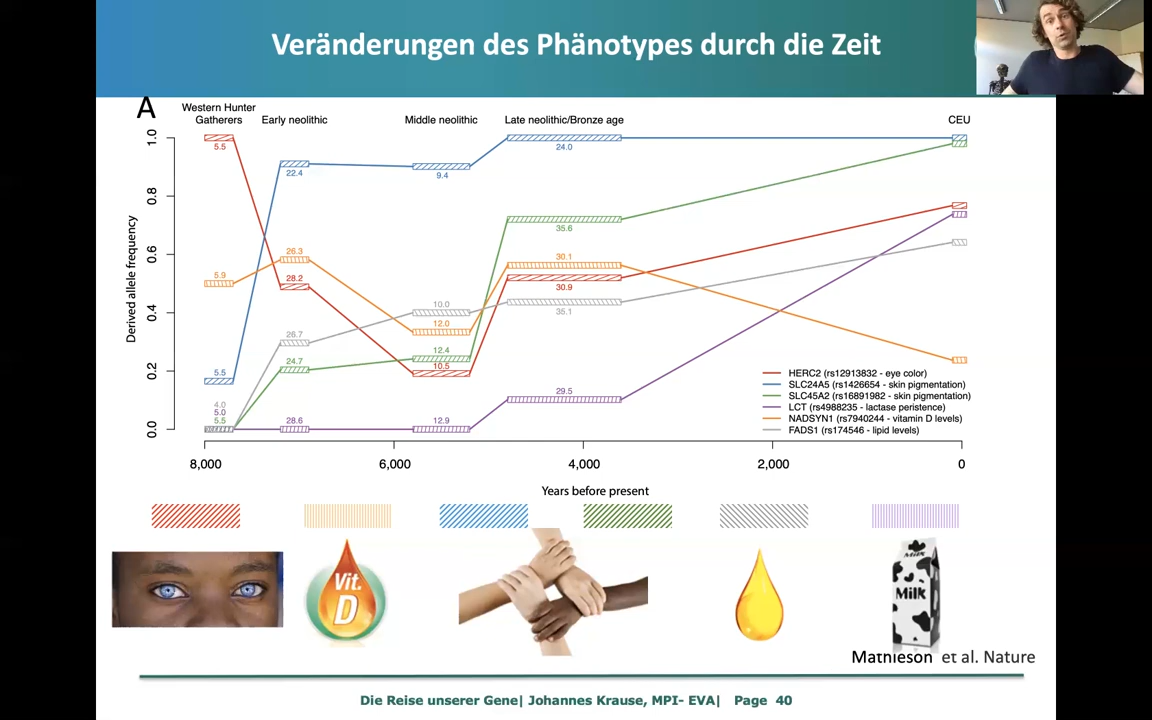 Veränderungen des Phänotypes durch die Zeit
A
Western Hunter
Gatherers
Early neolithic
Middle neolithic
Late neolithic/Bronze age
CEU
Derived allele frequency
1.0
0.8
0.6
0.4
0.2
0.0
5.5
22.4
9.4
24.0
5.9
26.3
28.2
12.0
10.5
30.1
30.9
35.6
10.0
35.1
26.7
24.7
12.4
4.0
5.0
5.5
5.5
28.6
12.9
29.5
HERC2 (rs12913832 - eye color)
SLC24A5 (rs1426654 - skin pigmentation)
SLC45A2 (rs16891982 - skin pigmentation)
LCT (rs4988235 - lactase peristence)
NADSYN1 (rs7940244 - vitamin D levels)
FADS1 (rs174546 - lipid levels)
8,000
6,000
4,000
2,000
0
Years before present
Vit.
D
Milk
Milk
Mathieson et al. Nature
Die Reise unserer Gene| Johannes Krause, MPI- EVA| Page 40